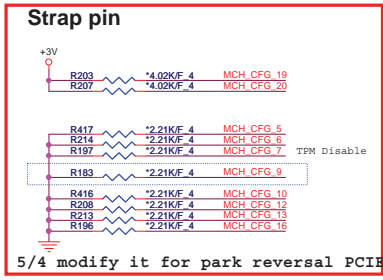 Strap pin
+3V
R203 *4.02K/F_4 MCH_CFG_19
R207 *4.02K/F_4 MCH_CFG_20
R417 *2.21K/F_4 MCH_CFG_5
R214 *2.21K/F_4 MCH_CFG_6
R197 *2.21K/F_4 MCH_CFG_7 TPM Disable
R183 *2.21K/F_4 MCH_CFG_9
R416 *2.21K/F_4 MCH_CFG_10
R208 *2.21K/F_4 MCH_CFG_12
R213 *2.21K/F_4 MCH_CFG_13
R196 *2.21K/F_4 MCH_CFG_16
5/4 modify it for park reversal PCIE